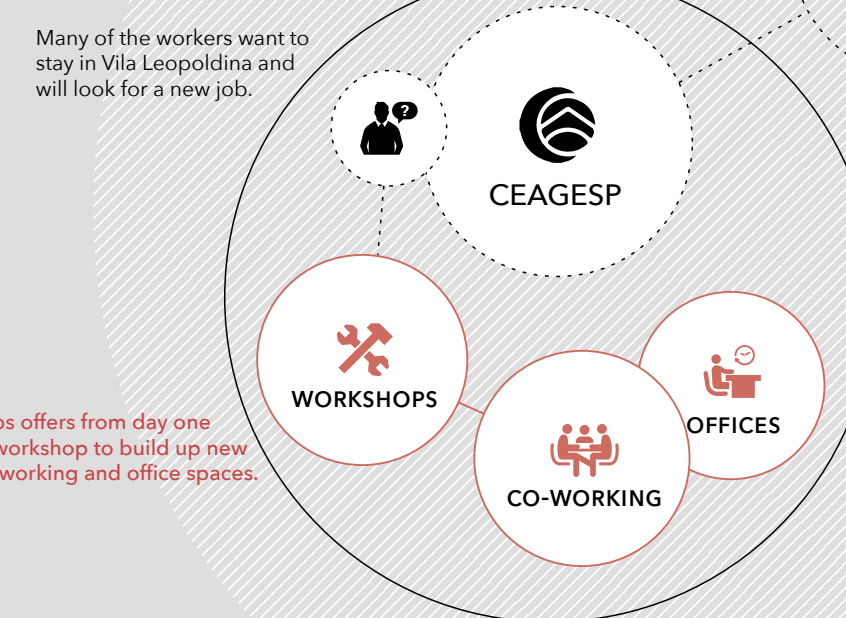 Many of the workers want to
stay in Vila Leopoldina and
will look for a new job.
?
CEAGESP
WORKSHOPS
OFFICES
CO-WORKING
offers from day one
workshop to build up new
working and office spaces.